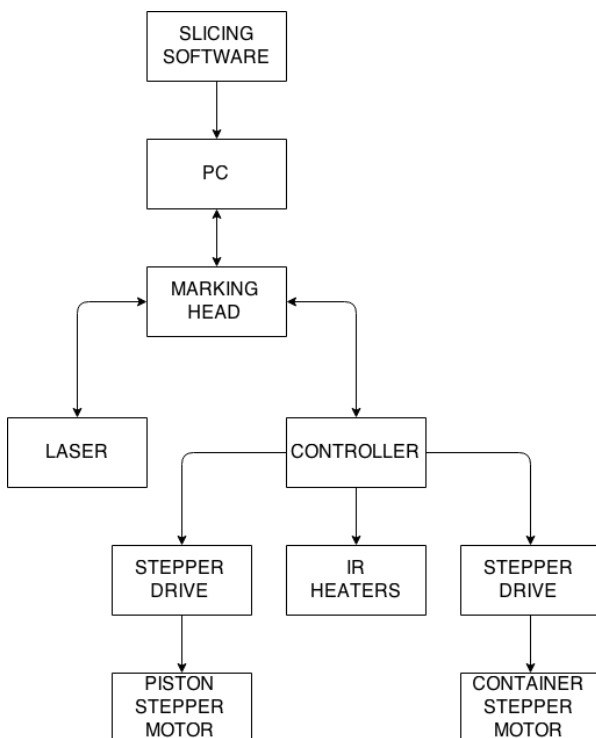 SLICING
SOFTWARE
PC
MARKING
HEAD
LASER
CONTROLLER
STEPPER
DRIVE
IR
HEATERS
STEPPER
DRIVE
PISTON
STEPPER
MOTOR
CONTAINER
STEPPER
MOTOR